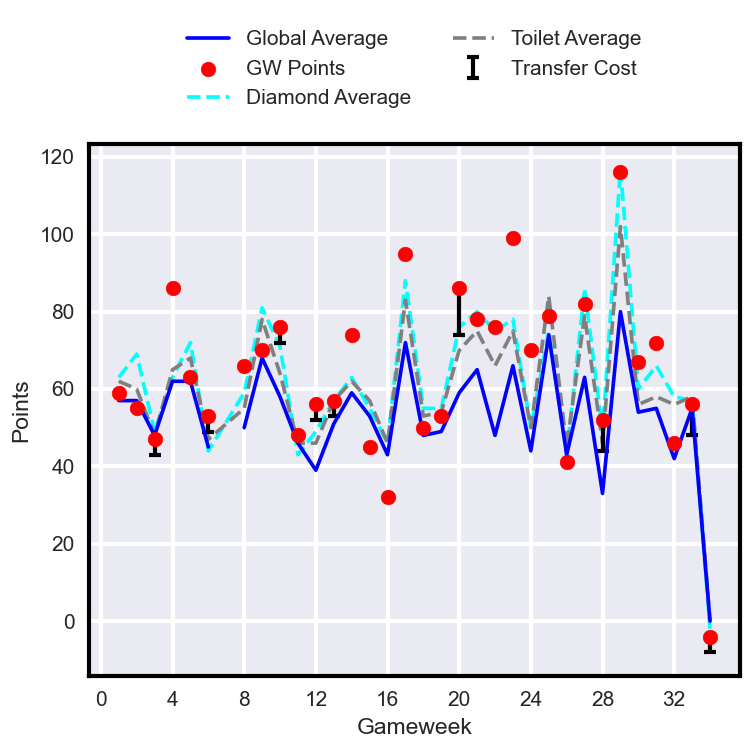 Global Average
GW Points
Diamond Average
Toilet Average
Transfer Cost
120
100
80
60
40
20
0
Points
0 4 8 12 16 20 24 28 32
Gameweek